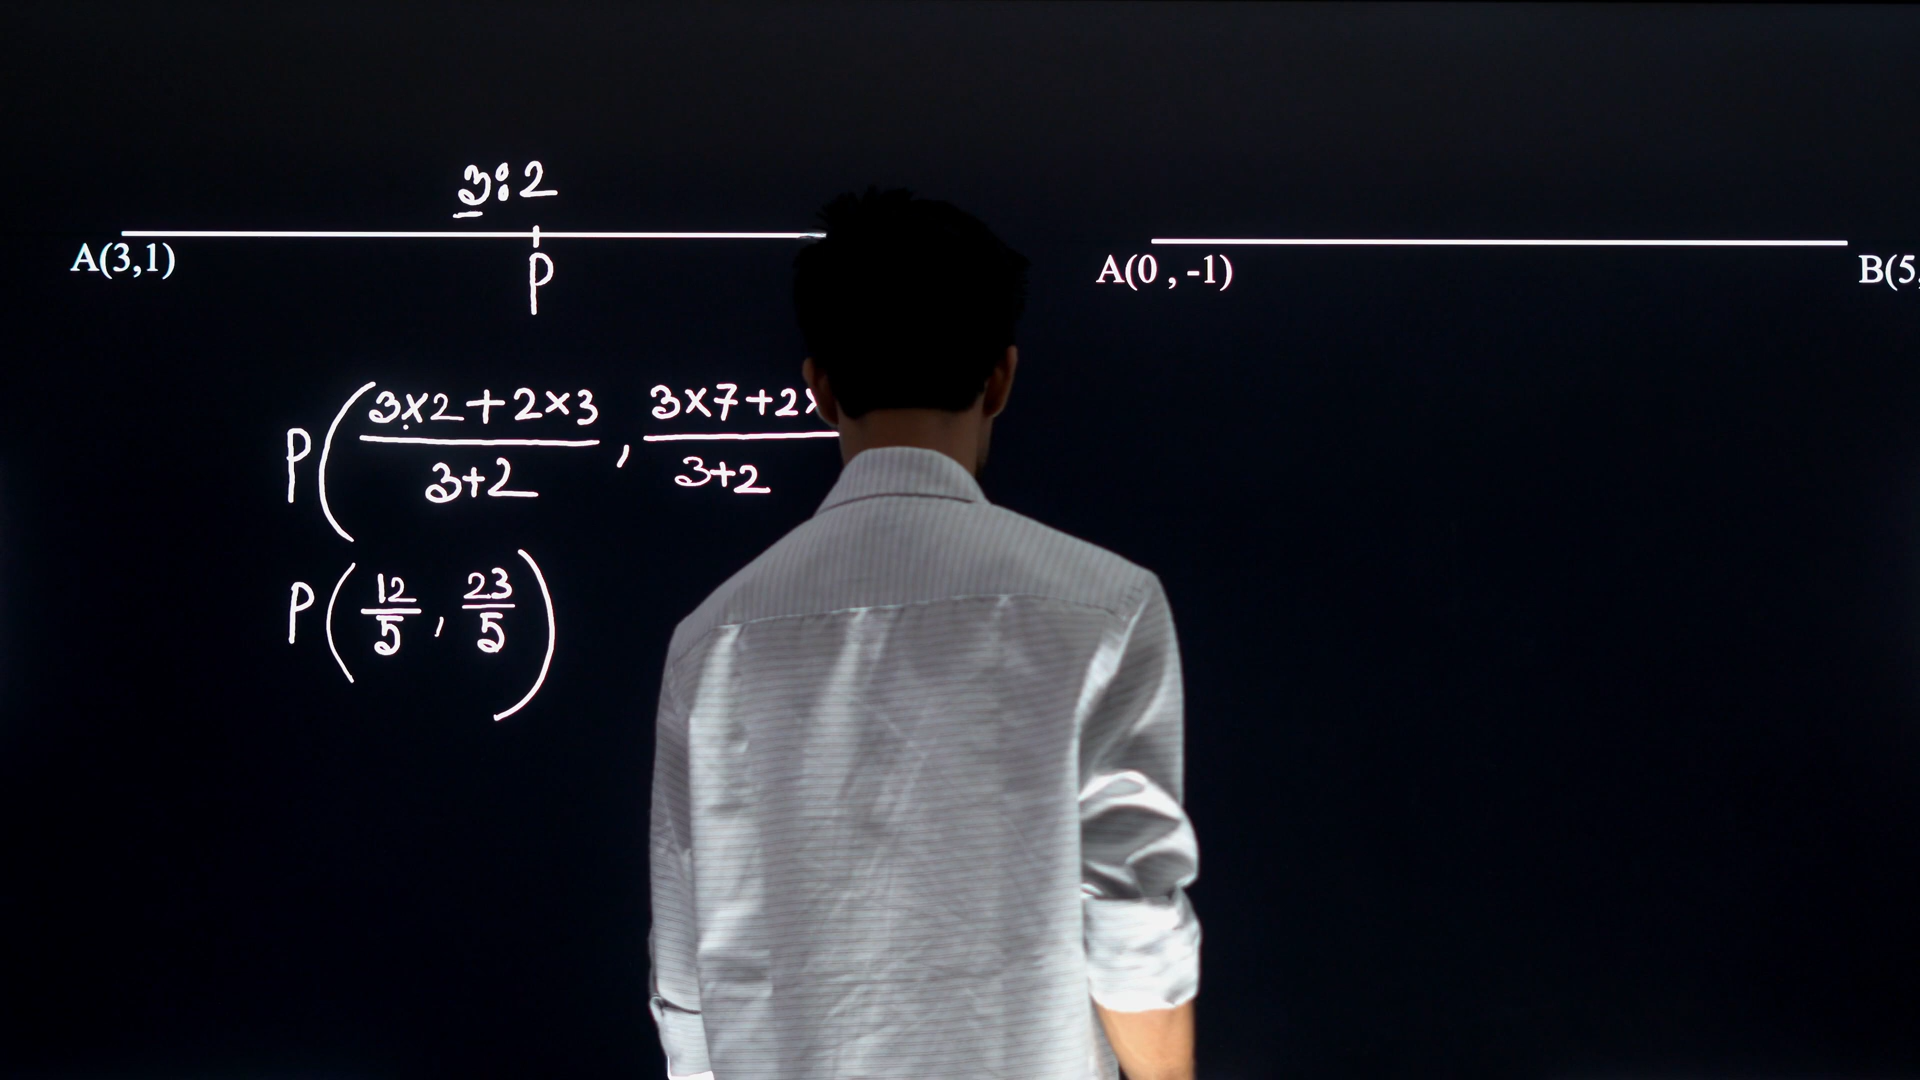 3:2
A(3,1)
P
A(0 , -1)
B(5,
P(3×2+2×3/3+2, 3×7+2×/3+2
P(12/5, 23/5)